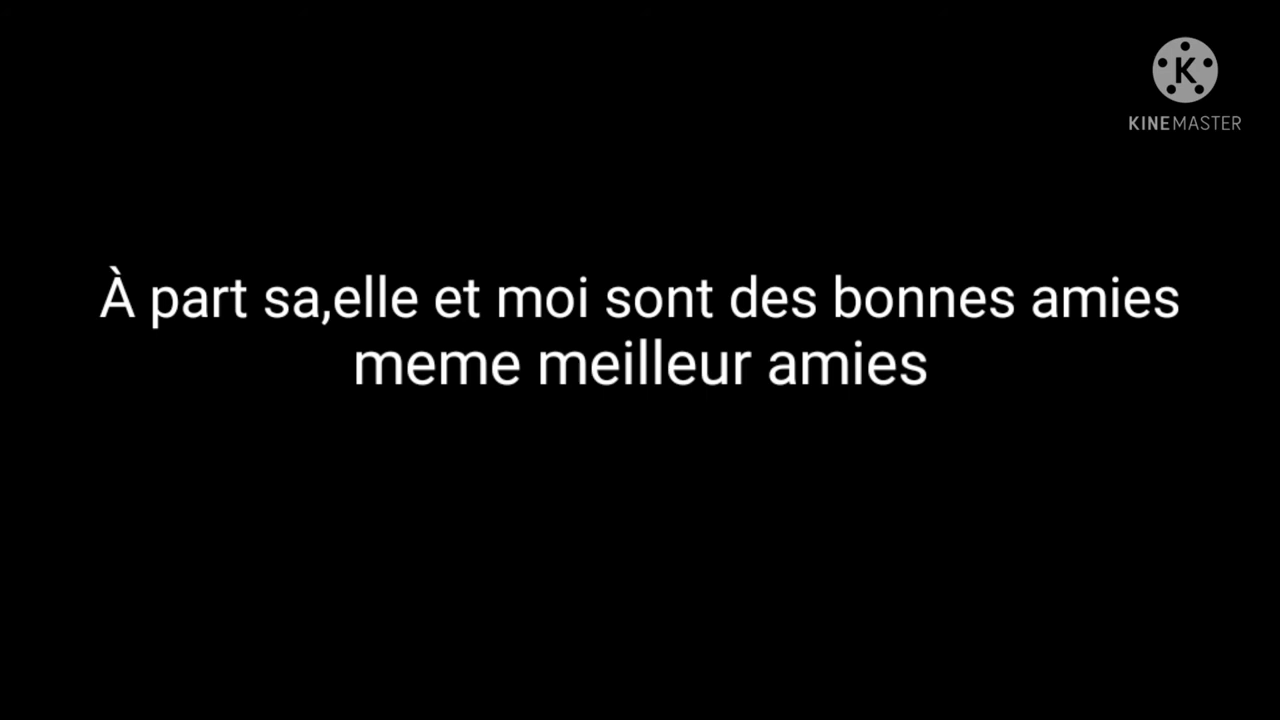 K
KINEMASTER
À part sa,elle et moi sont des bonnes amies
meme meilleur amies